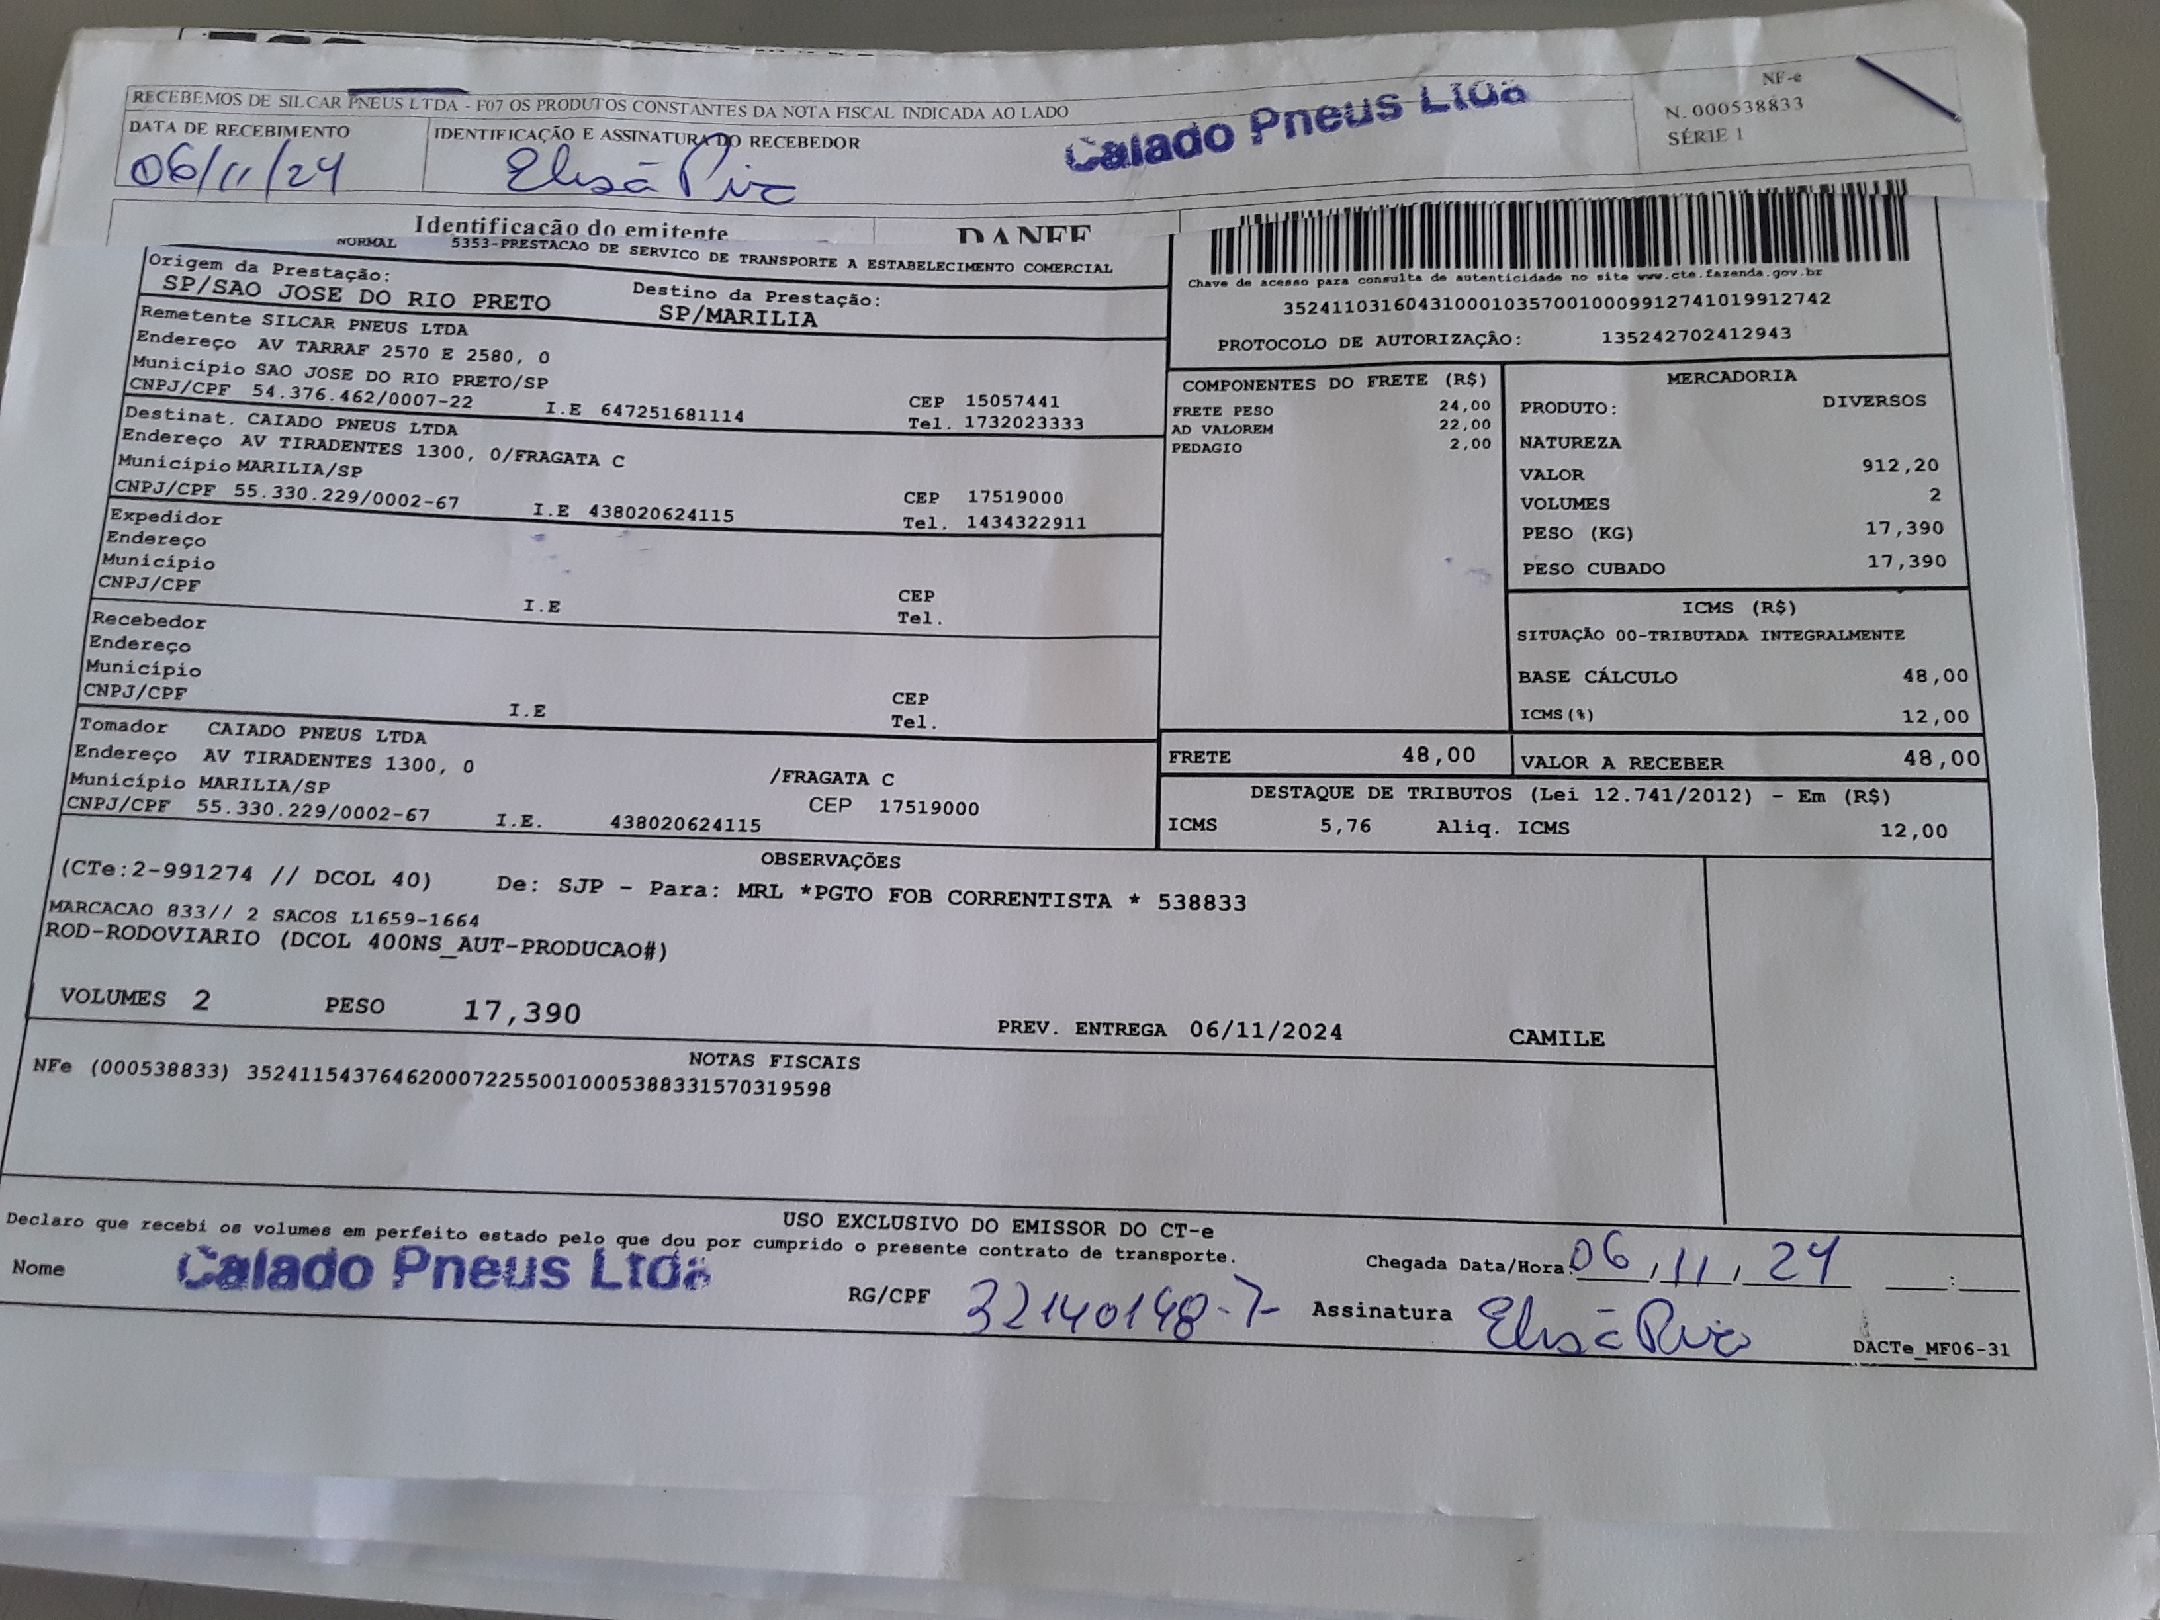 RECEBEMOS DE SILCAR PNEUS LTDA - F07 OS PRODUTOS CONSTANTES DA NOTA FISCAL INDICADA AO LADO
DATA DE RECEBIMENTO
06/11/24
IDENTIFICAÇÃO E ASSINATURA DO RECEBEDOR
Caiado Pneus Ltda
NF-e
N. 000538833
SÉRIE 1
Identificação do emitente
DANFE
NORMAL 5353-PRESTACAO DE SERVICO DE TRANSPORTE A ESTABELECIMENTO COMERCIAL
Origem da Prestação:
SP/SAO JOSE DO RIO PRETO
Destino da Prestação:
SP/MARILIA
Remetente SILCAR PNEUS LTDA
Endereço AV TARRAF 2570 E 2580, 0
Município SAO JOSE DO RIO PRETO/SP
CEP 15057441
CNPJ/CPF 54.376.462/0007-22 I.E 647251681114 Tel. 1732023333
Destinat. CAIADO PNEUS LTDA
Endereço AV TIRADENTES 1300, 0/FRAGATA C
Município MARILIA/SP
CEP 17519000
CNPJ/CPF 55.330.229/0002-67 I.E 438020624115 Tel. 1434322911
Expedidor
Endereço
Município
CEP
CNPJ/CPF I.E Tel.
Recebedor
Endereço
Município
CEP
CNPJ/CPF I.E Tel.
Tomador CAIADO PNEUS LTDA
Endereço AV TIRADENTES 1300, 0 /FRAGATA C
Município MARILIA/SP CEP 17519000
CNPJ/CPF 55.330.229/0002-67 I.E. 438020624115
Chave de acesso para consulta de autenticidade no site www.cte.fazenda.gov.br
35241103160431000103570010009912741019912742
PROTOCOLO DE AUTORIZAÇÃO: 135242702412943
COMPONENTES DO FRETE (R$)
FRETE PESO 24,00
AD VALOREM 22,00
PEDAGIO 2,00
MERCADORIA
PRODUTO: DIVERSOS
NATUREZA
VALOR 912,20
VOLUMES 2
PESO (KG) 17,390
PESO CUBADO 17,390
ICMS (R$)
SITUAÇÃO 00-TRIBUTADA INTEGRALMENTE
BASE CÁLCULO 48,00
ICMS(%) 12,00
FRETE 48,00
VALOR A RECEBER 48,00
DESTAQUE DE TRIBUTOS (Lei 12.741/2012) - Em (R$)
ICMS 5,76 Aliq. ICMS 12,00
OBSERVAÇÕES
(CTe:2-991274 // DCOL 40) De: SJP - Para: MRL *PGTO FOB CORRENTISTA * 538833
MARCACAO 833// 2 SACOS L1659-1664
ROD-RODOVIARIO (DCOL 400NS_AUT-PRODUCAO#)
VOLUMES 2 PESO 17,390 PREV. ENTREGA 06/11/2024 CAMILE
NOTAS FISCAIS
NFe (000538833) 35241154376462000722550010005388331570319598
USO EXCLUSIVO DO EMISSOR DO CT-e
Declaro que recebi os volumes em perfeito estado pelo que dou por cumprido o presente contrato de transporte.
Chegada Data/Hora: 06, 11, 24 :
Nome Caiado Pneus Ltda RG/CPF 32140148-7 Assinatura
DACTe_MF06-31